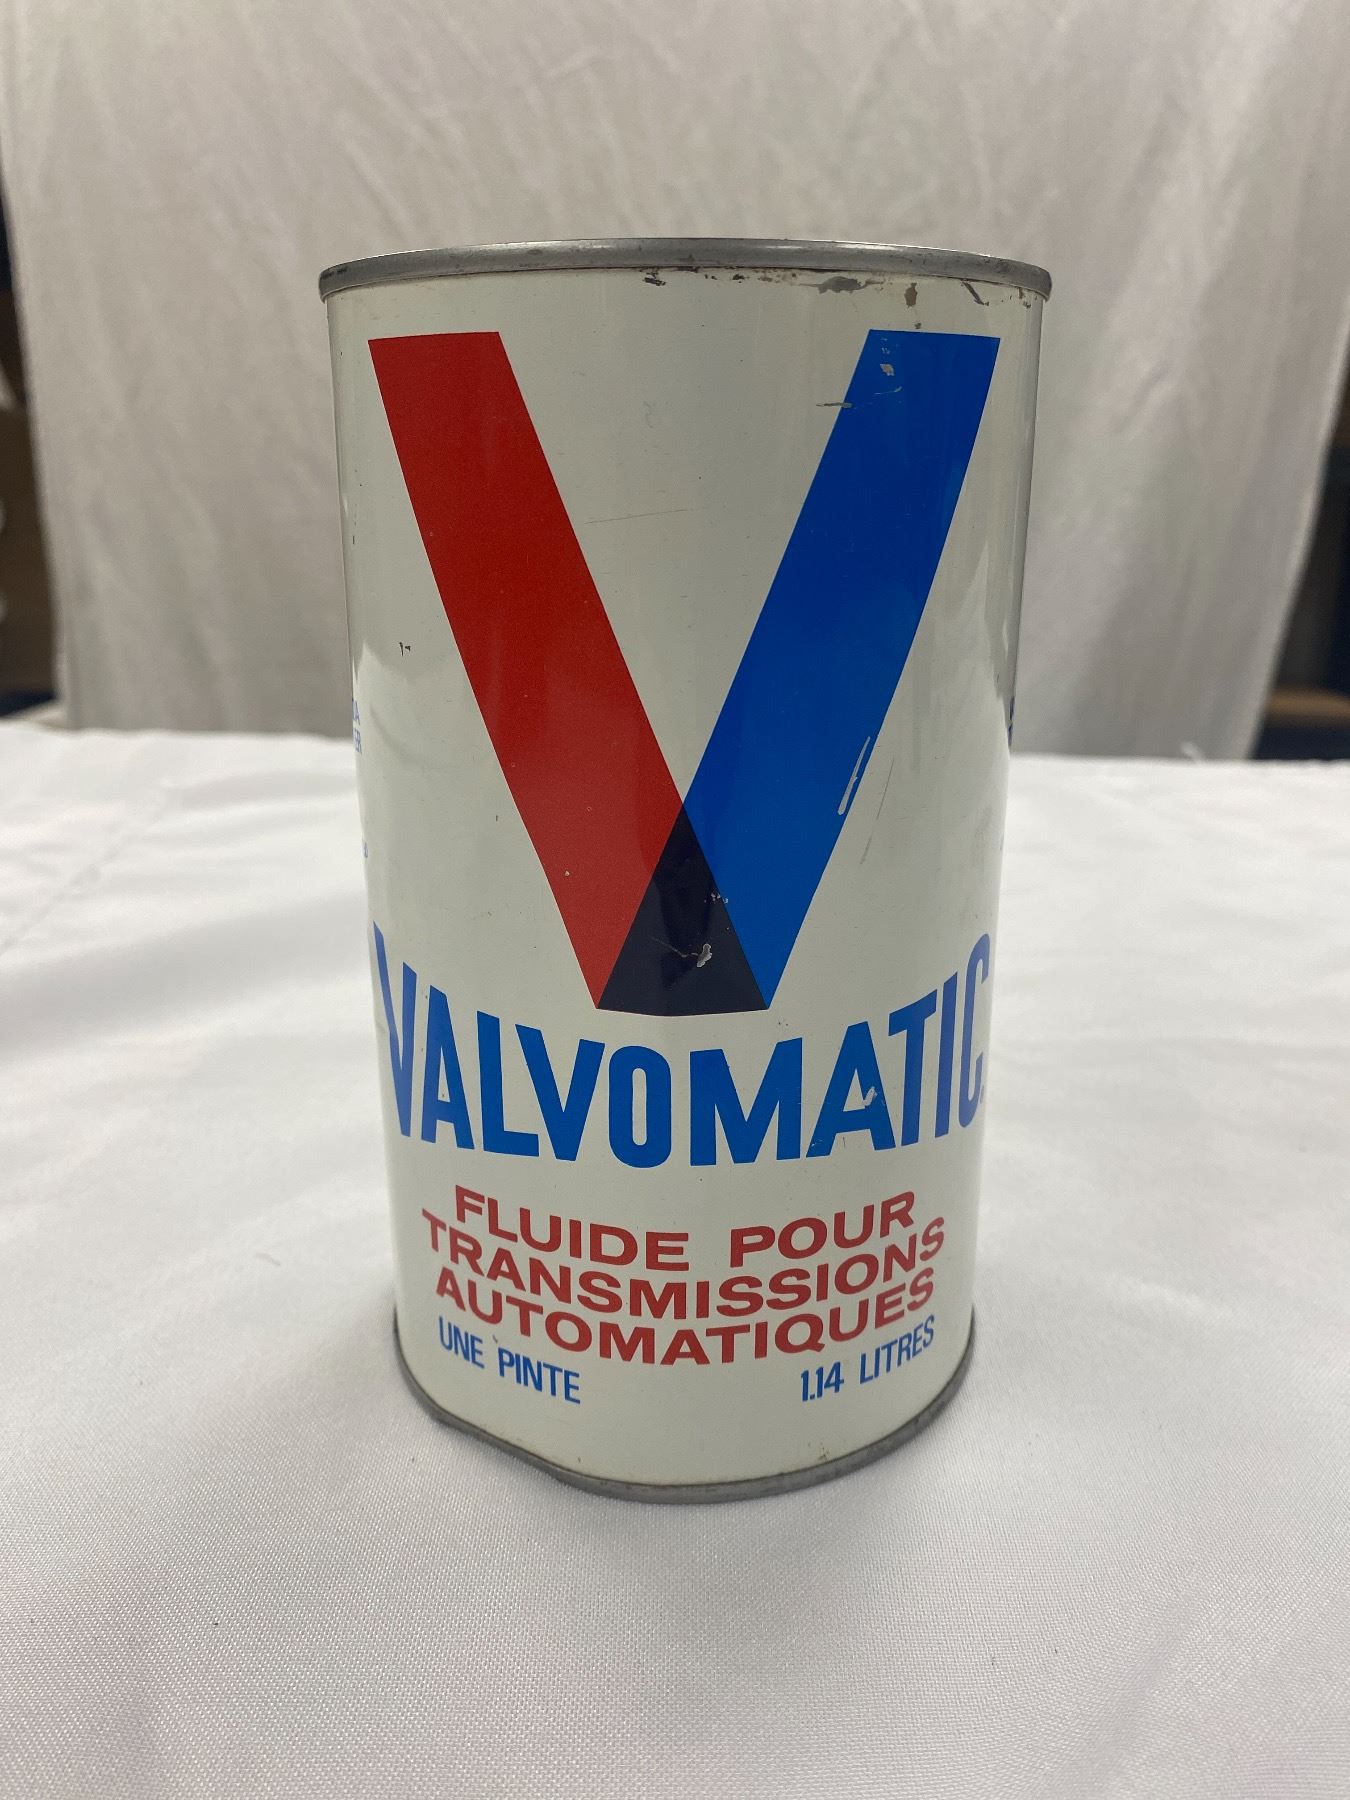 VALVOMATIC
FLUIDE POUR
TRANSMISSIONS
AUTOMATIQUES
UNE PINTE 1.14 LITRES